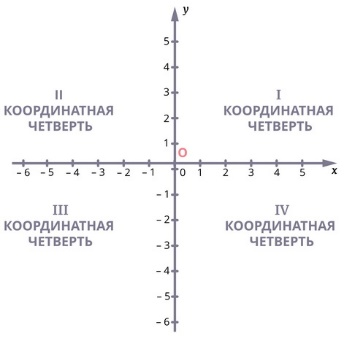 y
5
4
II I
КООРДИНАТНАЯ КООРДИНАТНАЯ
ЧЕТВЕРТЬ ЧЕТВЕРТЬ
3
2
1
O
-6 -5 -4 -3 -2 -1 0 1 2 3 4 5 x
-1
III IV
КООРДИНАТНАЯ КООРДИНАТНАЯ
ЧЕТВЕРТЬ ЧЕТВЕРТЬ
-2
-3
-4
-5
-6